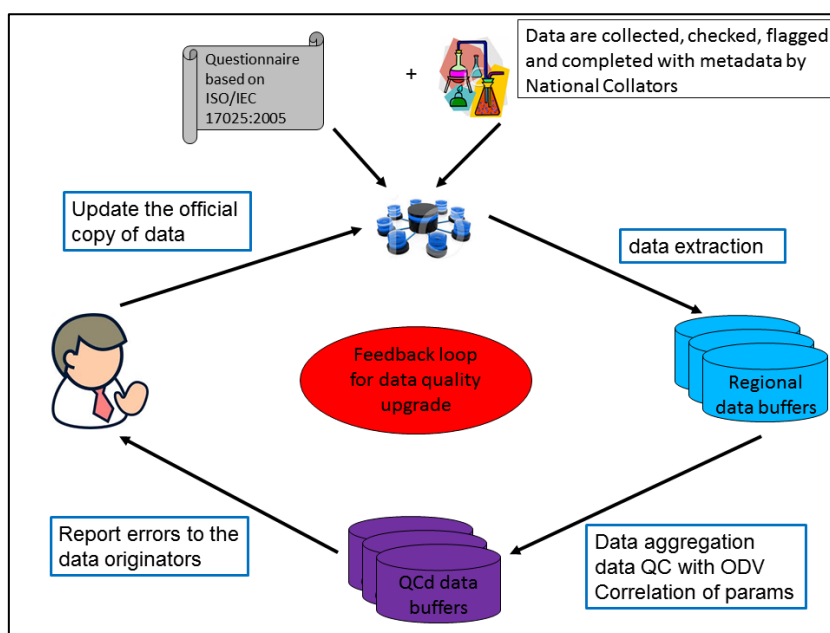 Questionnaire
based on
ISO/IEC
17025:2005
+
Data are collected, checked, flagged
and completed with metadata by
National Collators
Update the official
copy of data
data extraction
Feedback loop
for data quality
upgrade
Regional
data buffers
Report errors to the
data originators
QCd data
buffers
Data aggregation
data QC with ODV
Correlation of params